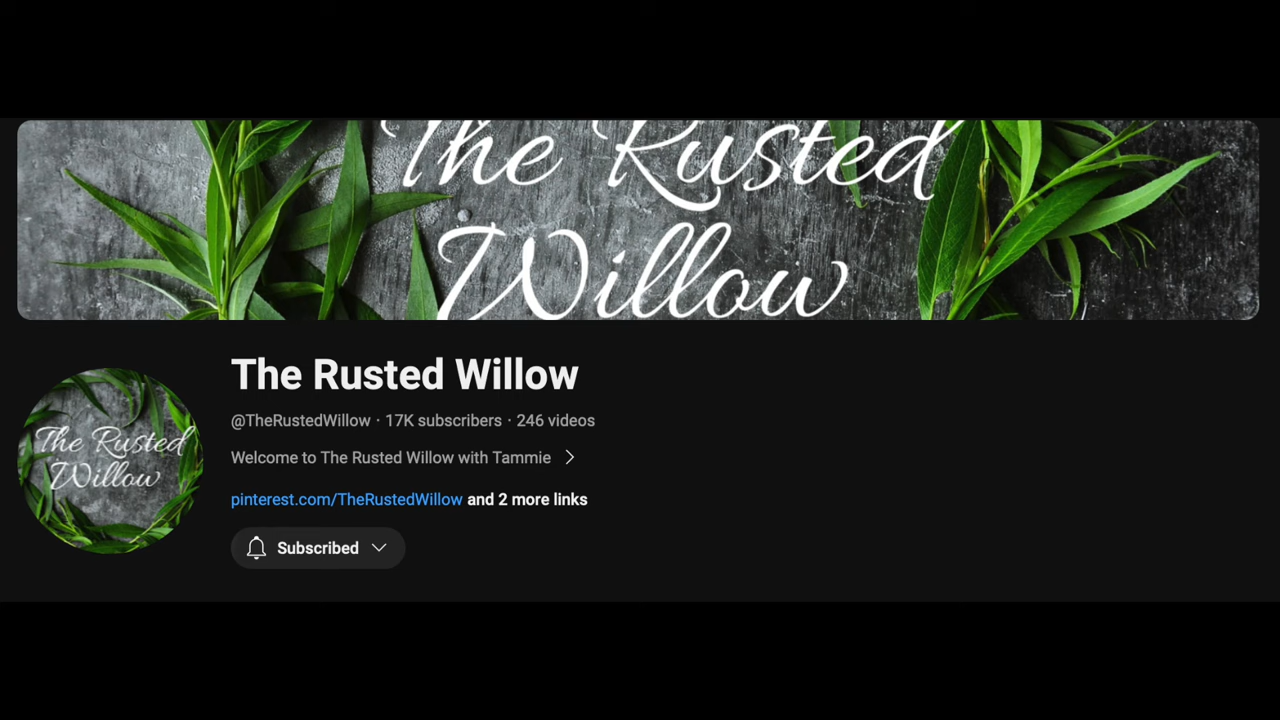 The Rusted
Willow
The Rusted Willow
@TheRustedWillow · 17K subscribers · 246 videos
The Rusted
Willow
Welcome to The Rusted Willow with Tammie
pinterest.com/TheRustedWillow and 2 more links
Subscribed